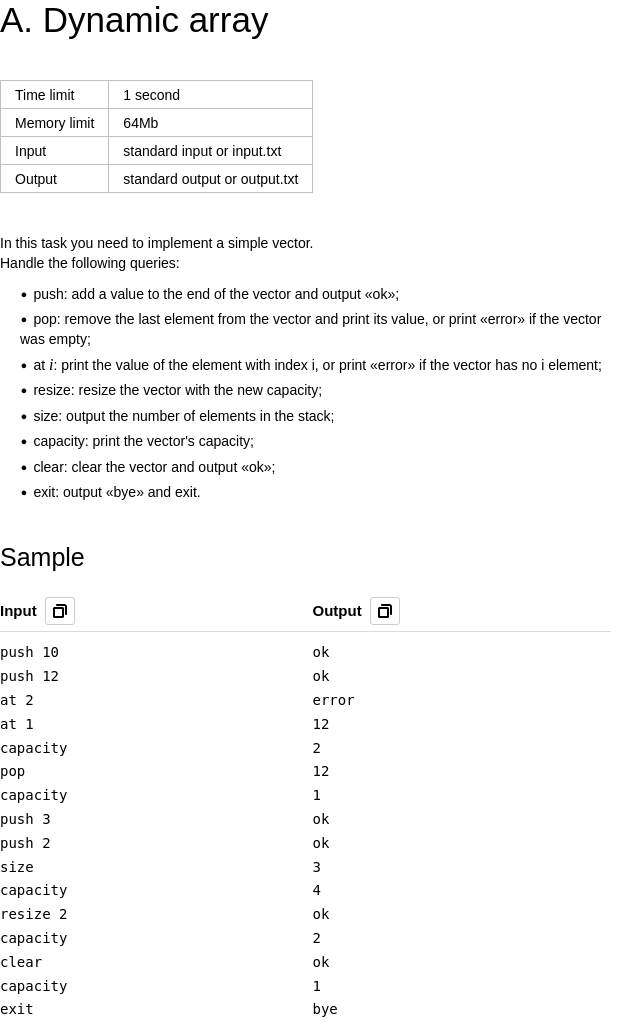 A. Dynamic array
Time limit 1 second
Memory limit 64Mb
Input standard input or input.txt
Output standard output or output.txt
In this task you need to implement a simple vector.
Handle the following queries:
• push: add a value to the end of the vector and output «ok»;
• pop: remove the last element from the vector and print its value, or print «error» if the vector
was empty;
• at i: print the value of the element with index i, or print «error» if the vector has no i element;
• resize: resize the vector with the new capacity;
• size: output the number of elements in the stack;
• capacity: print the vector's capacity;
• clear: clear the vector and output «ok»;
• exit: output «bye» and exit.
Sample
Input Output
push 10 ok
push 12 ok
at 2 error
at 1 12
capacity 2
pop 12
capacity 1
push 3 ok
push 2 ok
size 3
capacity 4
resize 2 ok
capacity 2
clear ok
capacity 1
exit bye